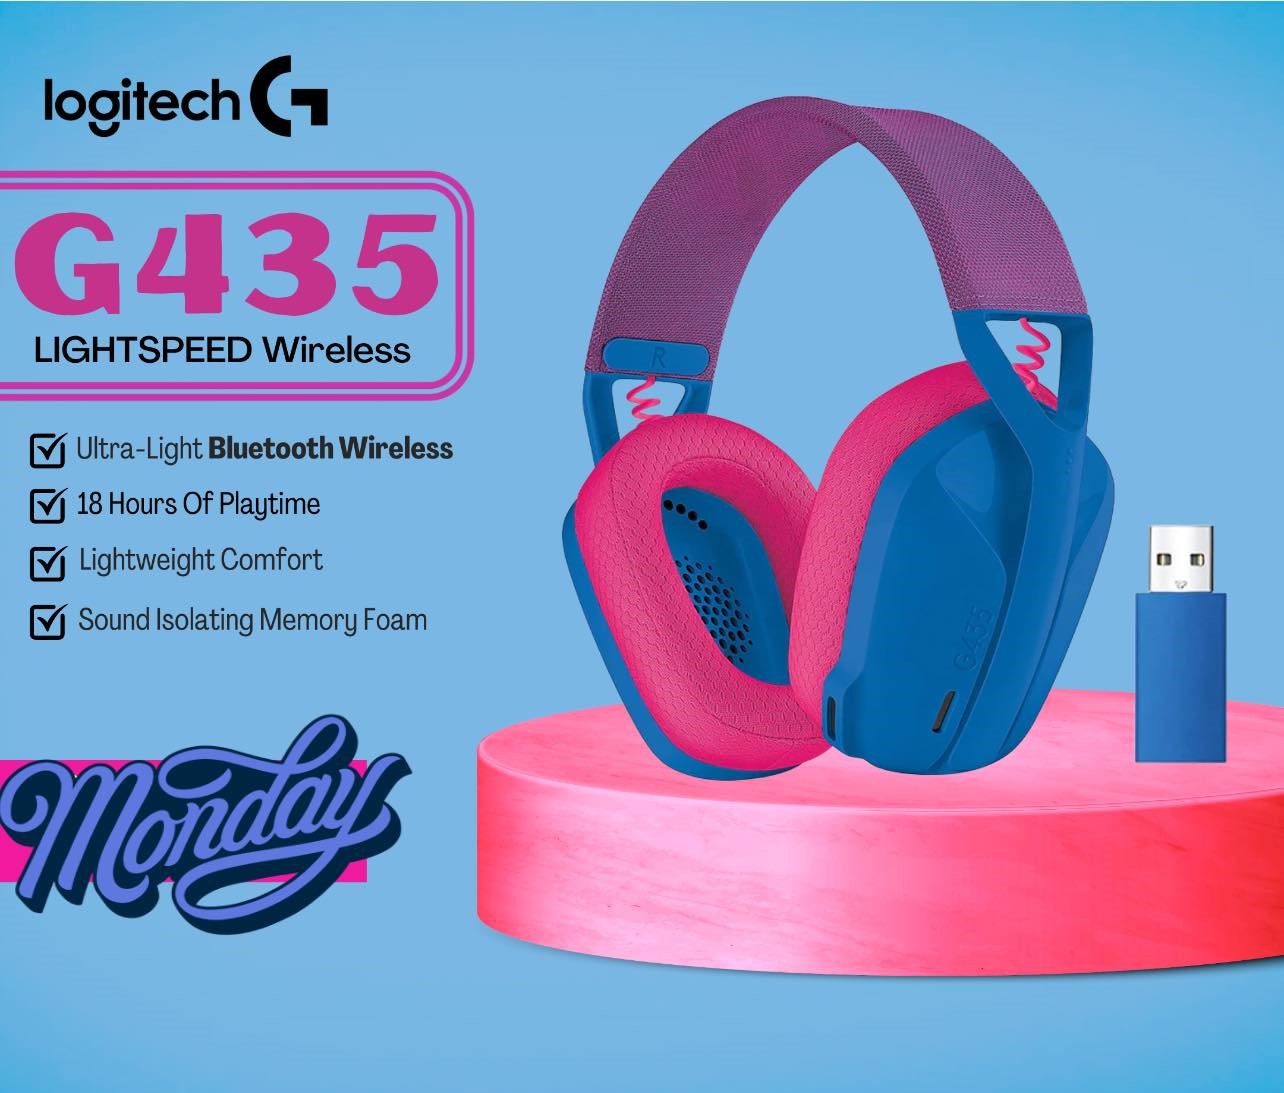 logitech G
G435
LIGHTSPEED Wireless
Ultra-Light Bluetooth Wireless
18 Hours Of Playtime
Lightweight Comfort
Sound Isolating Memory Foam
Monday
R
G435